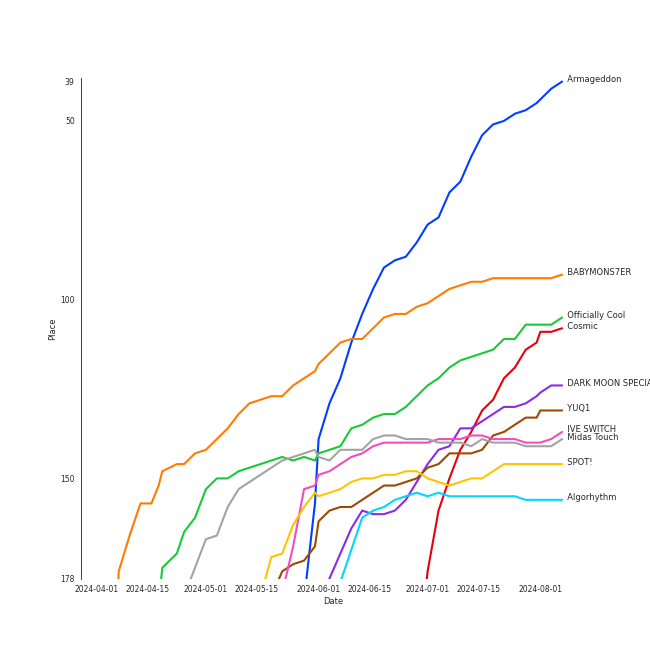 39
50
100
150
178
Place
Armageddon
BABYMONS7ER
Officially Cool
Cosmic
DARK MOON SPECIA
YUQ1
IVE SWITCH
Midas Touch
SPOT!
Algorhythm
2024-04-01 2024-04-15 2024-05-01 2024-05-15 2024-06-01 2024-06-15 2024-07-01 2024-07-15 2024-08-01
Date